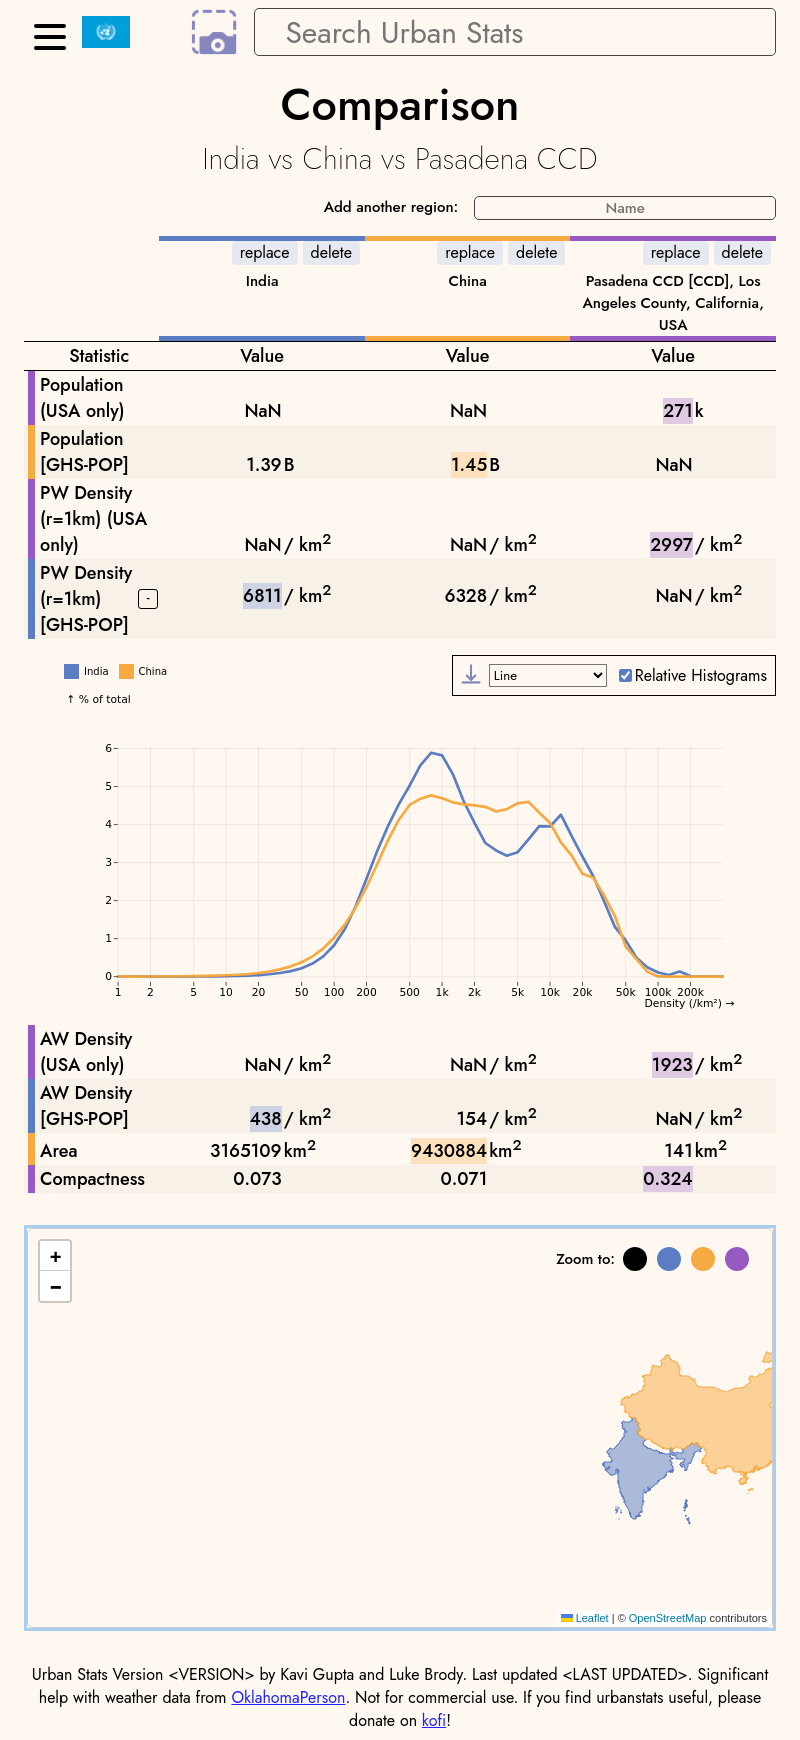 Search Urban Stats
Comparison
India vs China vs Pasadena CCD
Add another region: Name
replace delete replace delete replace delete
India China Pasadena CCD [CCD], Los
Angeles County, California,
USA
Statistic Value Value Value
Population
(USA only) NaN NaN 271 k
Population
[GHS-POP] 1.39 B 1.45 B NaN
PW Density
(r=1km) (USA
only) NaN / km² NaN / km² 2997 / km²
PW Density
(r=1km) - 6811 / km² 6328 / km² NaN / km²
[GHS-POP]
India China Line Relative Histograms
↑ % of total
6
5
4
3
2
1
0
1 2 5 10 20 50 100 200 500 1k 2k 5k 10k 20k 50k 100k 200k
Density (/km²) →
AW Density
(USA only) NaN / km² NaN / km² 1923 / km²
AW Density
[GHS-POP] 438 / km² 154 / km² NaN / km²
Area 3165109 km² 9430884 km² 141 km²
Compactness 0.073 0.071 0.324
+
−
Zoom to:
Leaflet | © OpenStreetMap contributors
Urban Stats Version <VERSION> by Kavi Gupta and Luke Brody. Last updated <LAST UPDATED>. Significant
help with weather data from OklahomaPerson. Not for commercial use. If you find urbanstats useful, please
donate on kofi!